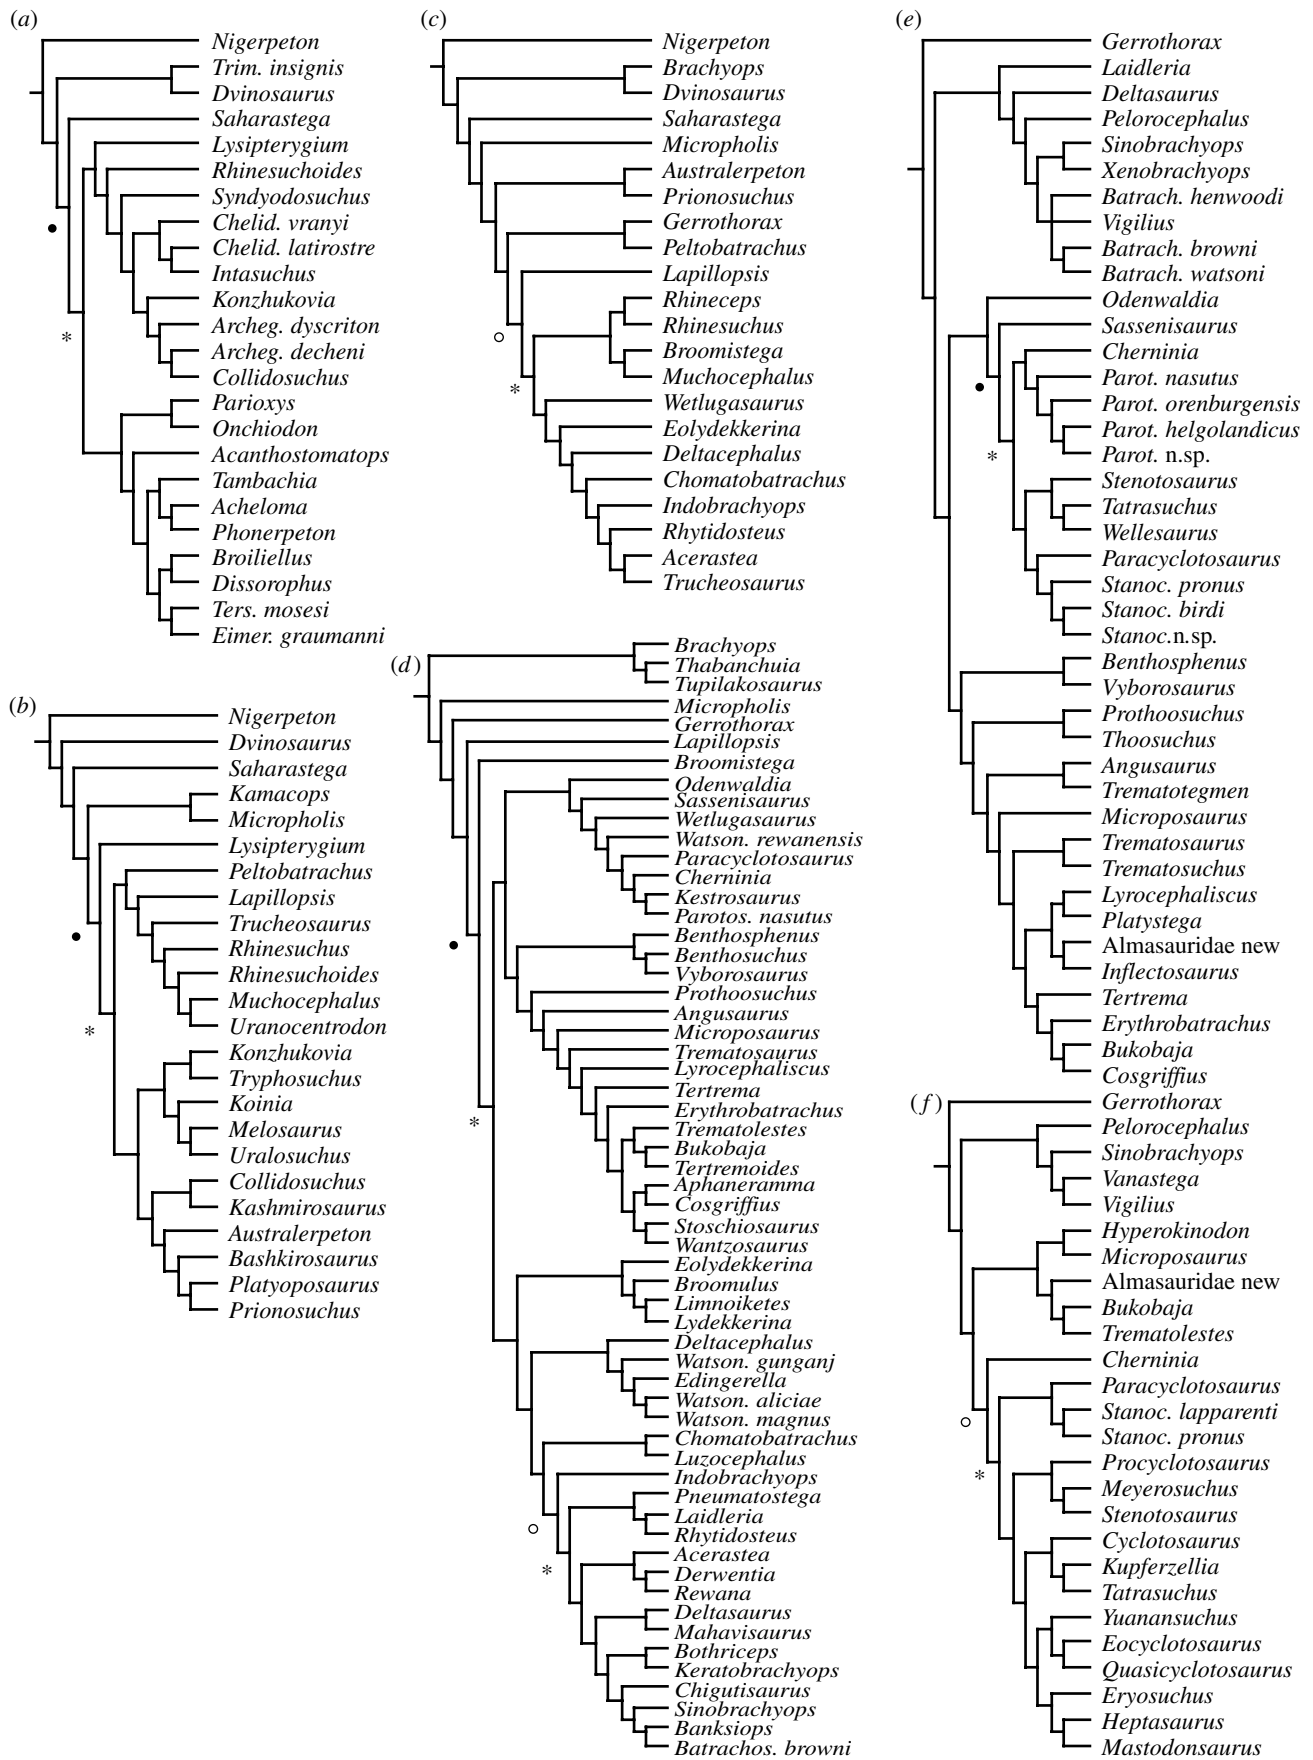 (a)
Nigerpeton
Trim. insignis
Dvinosaurus
Saharastega
Lysipterygium
Rhinesuchoides
Syndyodosuchus
Chelid. vranyi
Chelid. latirostre
Intasuchus
Konzhukovia
Archeg. dyscriton
Archeg. decheni
Collidosuchus
Parioxys
Onchiodon
Acanthostomatops
Tambachia
Acheloma
Phonerpeton
Broiliellus
Dissorophus
Ters. mosesi
Eimer. graumanni
*
(b)
Nigerpeton
Dvinosaurus
Saharastega
Kamacops
Micropholis
Lysipterygium
Peltobatrachus
Lapillopsis
Trucheosaurus
Rhinesuchus
Rhinesuchoides
Muchocephalus
Uranocentrodon
Konzhukovia
Tryphosuchus
Koinia
Melosaurus
Uralosuchus
Collidosuchus
Kashmirosaurus
Australerpeton
Bashkirosaurus
Platyoposaurus
Prionosuchus
*
(c)
Nigerpeton
Brachyops
Dvinosaurus
Saharastega
Micropholis
Australerpeton
Prionosuchus
Gerrothorax
Peltobatrachus
Lapillopsis
Rhineceps
Rhinesuchus
Broomistega
Muchocephalus
Wetlugasaurus
Eolydekkerina
Deltacephalus
Chomatobatrachus
Indobrachyops
Rhytidosteus
Acerastea
Trucheosaurus
*
(d)
Brachyops
Thabanchuia
Tupilakosaurus
Micropholis
Gerrothorax
Lapillopsis
Broomistega
Odenwaldia
Sassenisaurus
Wetlugasaurus
Watson. rewanensis
Paracyclotosaurus
Cherninia
Kestrosaurus
Parotos. nasutus
Benthosphenus
Benthosuchus
Vyborosaurus
Prothoosuchus
Angusaurus
Microposaurus
Trematosaurus
Lyrocephaliscus
Tertrema
Erythrobatrachus
Trematolestes
Bukobaja
Tertremoides
Aphaneramma
Cosgriffius
Stoschiosaurus
Wantzosaurus
Eolydekkerina
Broomulus
Limnoiketes
Lydekkerina
Deltacephalus
Watson. gunganj
Edingerella
Watson. aliciae
Watson. magnus
Chomatobatrachus
Luzocephalus
Indobrachyops
Pneumatostega
Laidleria
Rhytidosteus
Acerastea
Derwentia
Rewana
Deltasaurus
Mahavisaurus
Bothriceps
Keratobrachyops
Chigutisaurus
Sinobrachyops
Banksiops
Batrachos. browni
*
*
(e)
Gerrothorax
Laidleria
Deltasaurus
Pelorocephalus
Sinobrachyops
Xenobrachyops
Batrach. henwoodi
Vigilius
Batrach. browni
Batrach. watsoni
Odenwaldia
Sassenisaurus
Cherninia
Parot. nasutus
Parot. orenburgensis
Parot. helgolandicus
Parot. n.sp.
Stenotosaurus
Tatrasuchus
Wellesaurus
Paracyclotosaurus
Stanoc. pronus
Stanoc. birdi
Stanoc.n.sp.
Benthosphenus
Vyborosaurus
Prothoosuchus
Thoosuchus
Angusaurus
Trematotegmen
Microposaurus
Trematosaurus
Trematosuchus
Lyrocephaliscus
Platystega
Almasauridae new
Inflectosaurus
Tertrema
Erythrobatrachus
Bukobaja
Cosgriffius
*
(f)
Gerrothorax
Pelorocephalus
Sinobrachyops
Vanastega
Vigilius
Hyperokinodon
Microposaurus
Almasauridae new
Bukobaja
Trematolestes
Cherninia
Paracyclotosaurus
Stanoc. lapparenti
Stanoc. pronus
Procyclotosaurus
Meyerosuchus
Stenotosaurus
Cyclotosaurus
Kupferzellia
Tatrasuchus
Yuanansuchus
Eocyclotosaurus
Quasicyclotosaurus
Eryosuchus
Heptasaurus
Mastodonsaurus
*